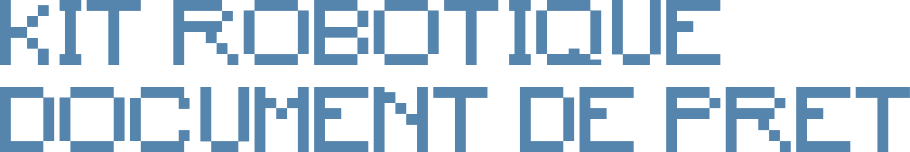 KIT ROBOTIQUE
DOCUMENT DE PRET